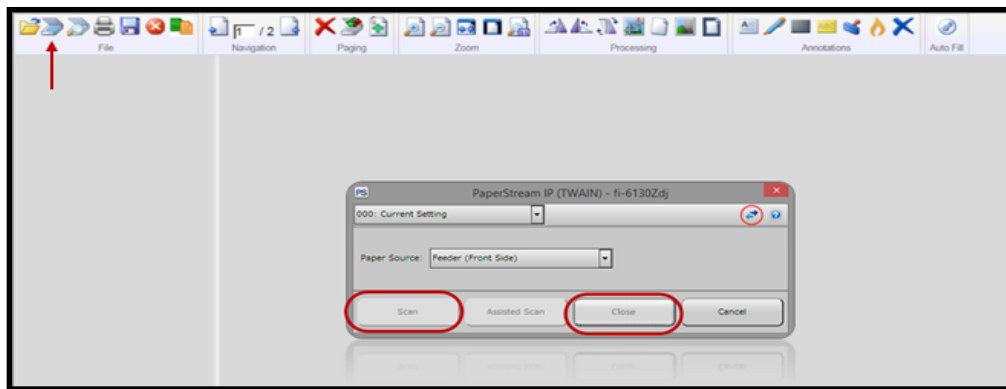 1 / 2
File Navigation Paging Zoom Processing Annotations Auto Fill
PS PaperStream IP (TWAIN) - fi-6130Zdj
000: Current Setting
Paper Source: Feeder (Front Side)
Scan Assisted Scan Close Cancel